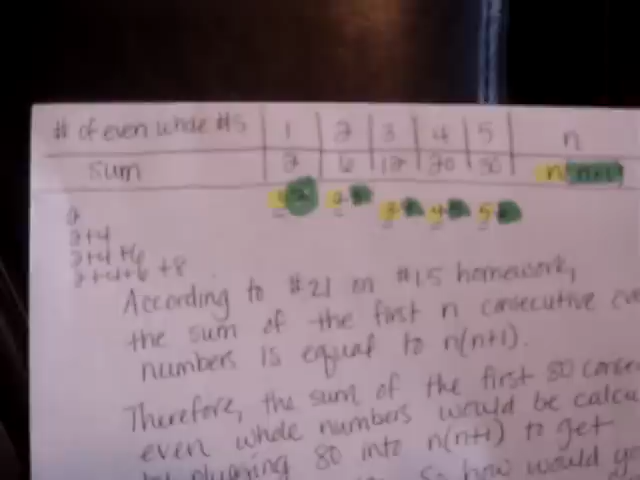 # of even whole #'s 1 2 3 4 5 n
sum 2 6 12 20 30 n(n+1)
2
2+4
2+4+6
2+4+6+8
According to #21 on #15 homework,
the sum of the first n consecutive
numbers is equal to n(n+1).
Therefore, the sum of the first 80
even whole numbers would be
by plugging 80 into n(n+1) to get
So how would